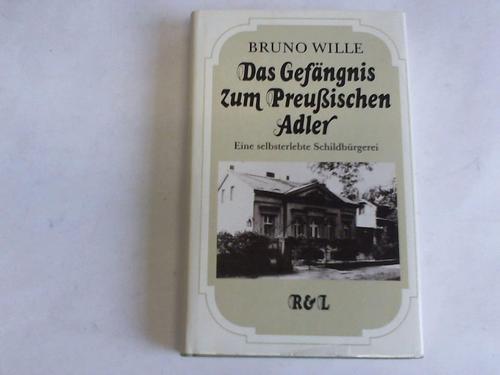 BRUNO WILLE
Das Gefängnis
zum Preußischen
Adler
Eine selbsterlebte Schildbürgerei
R&L